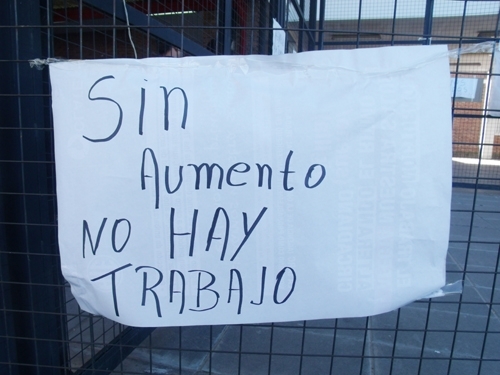 Sin
Aumento
NO HAY
TRABAJO